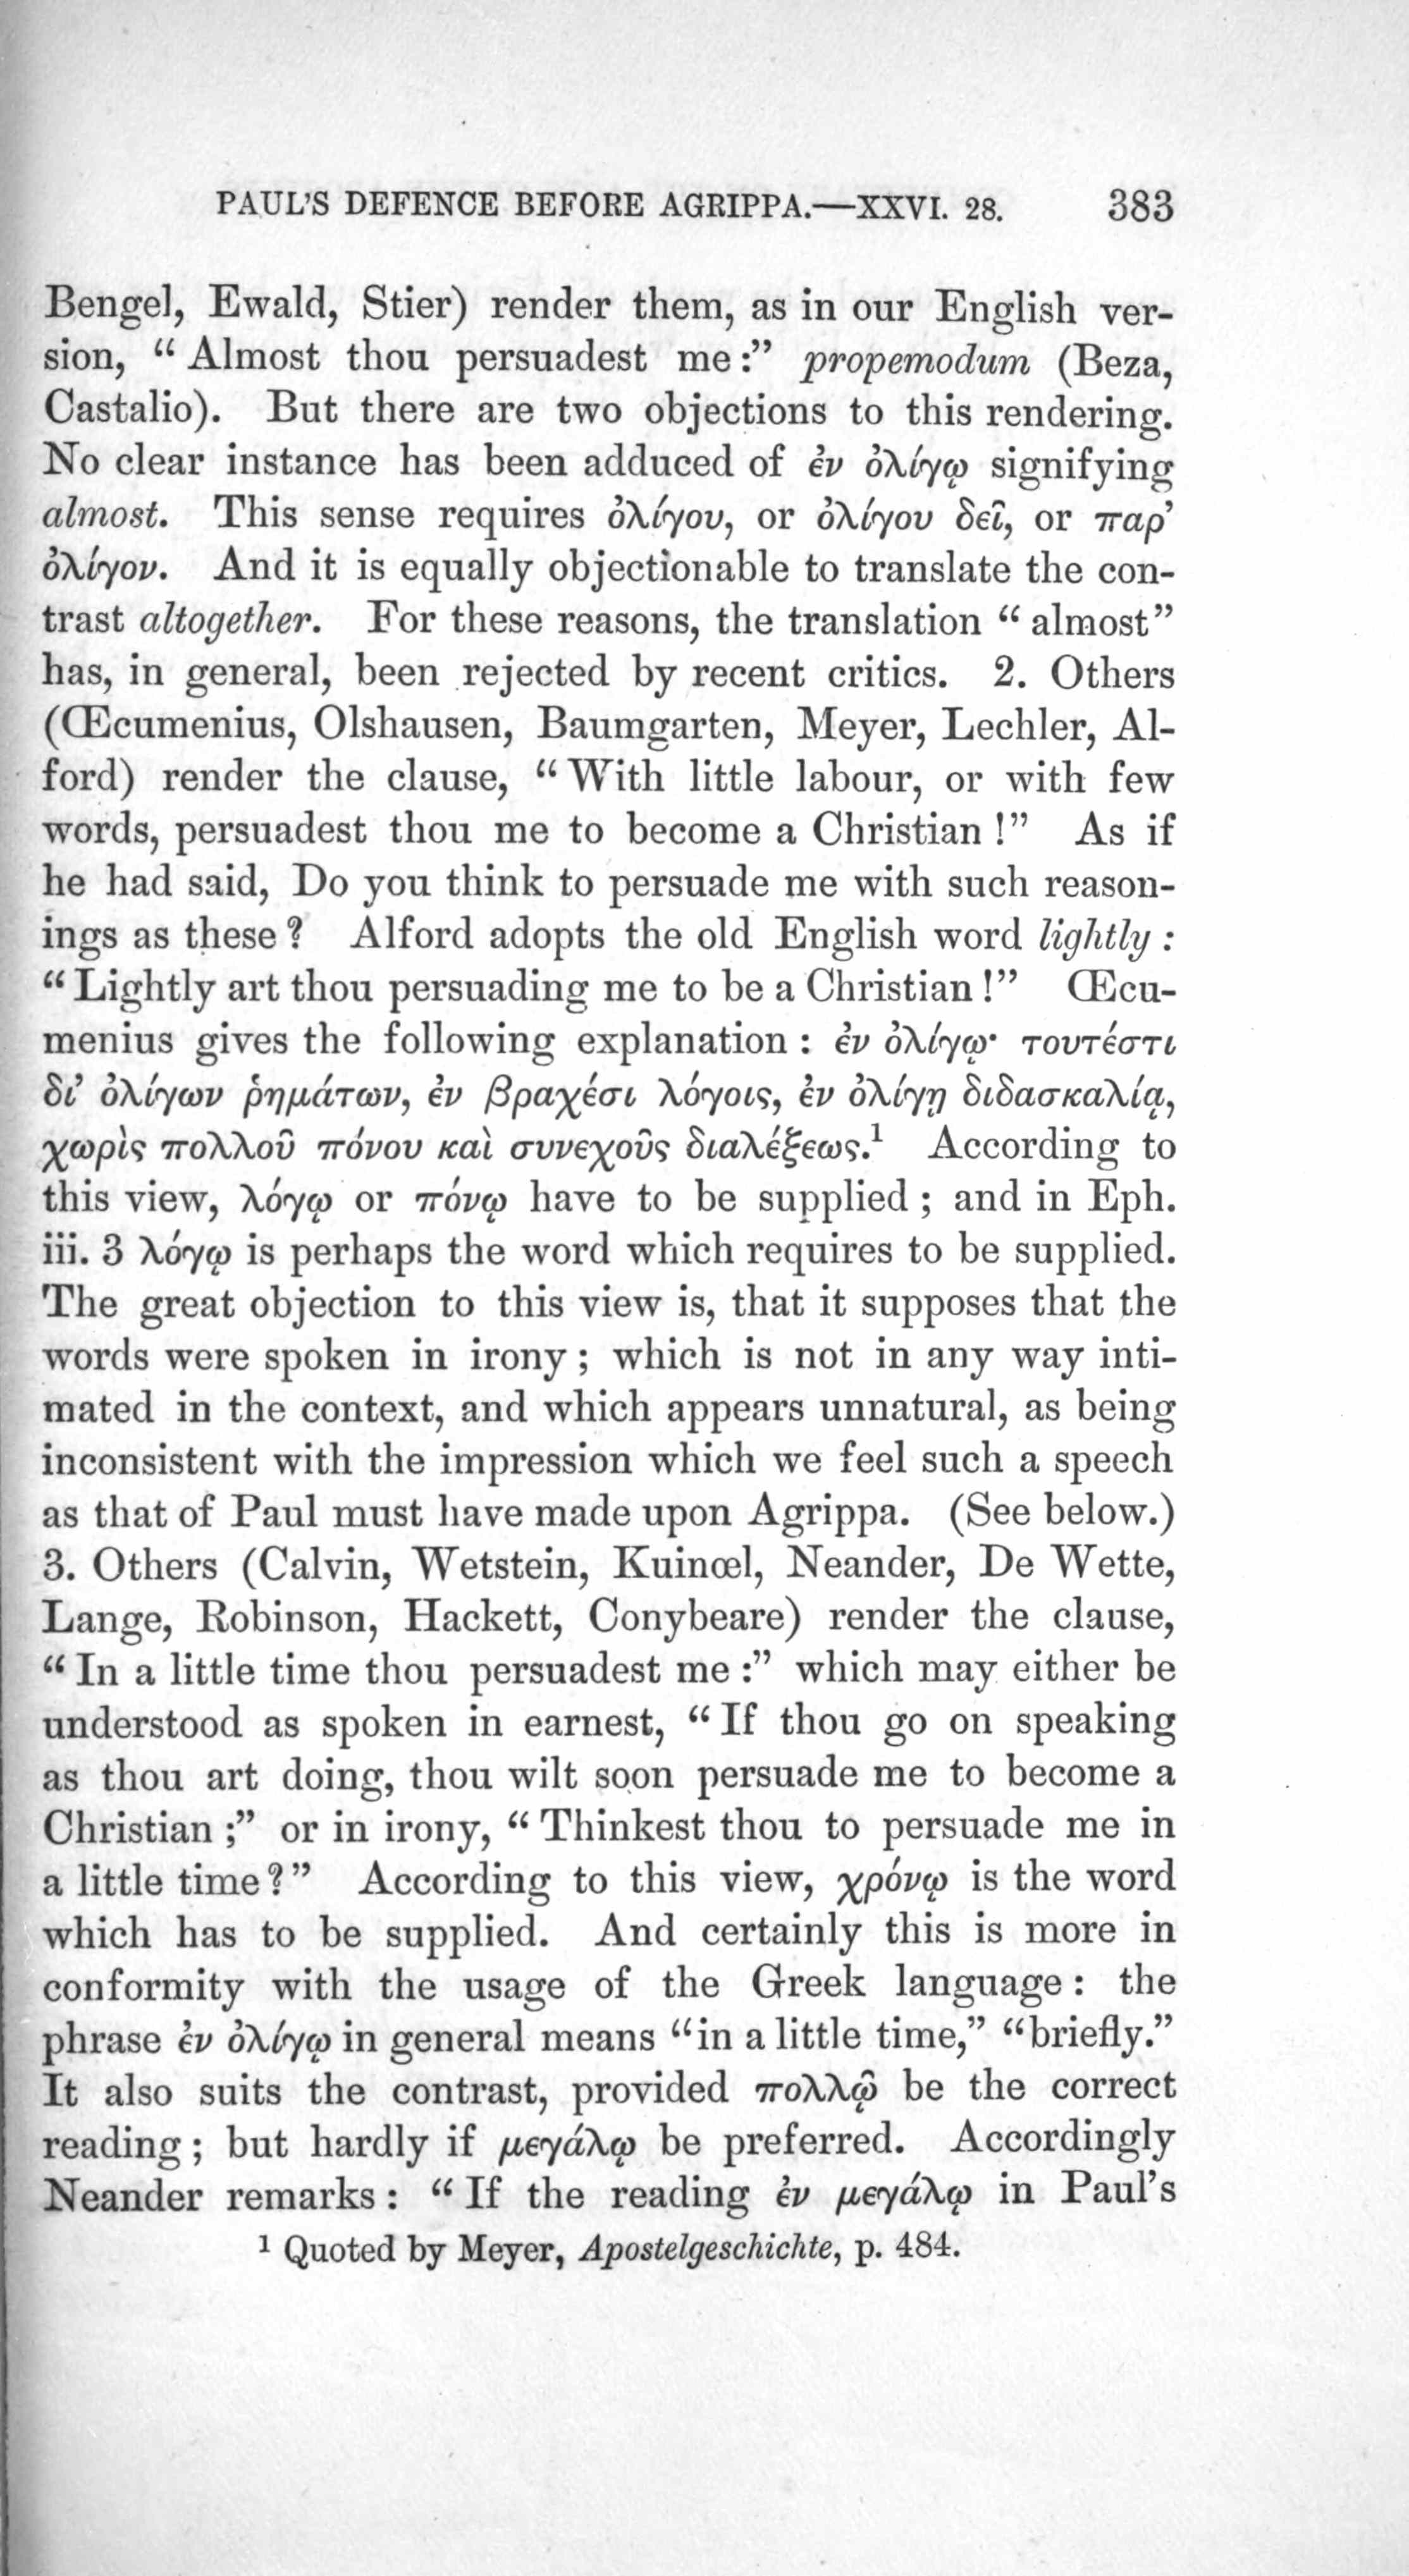 PAUL'S DEFENCE BEFORE AGRIPPA.—XXVI. 28. 383
Bengel, Ewald, Stier) render them, as in our English ver-
sion, “ Almost thou persuadest me :” propemodum (Beza,
Castalio). But there are two objections to this rendering.
No clear instance has been adduced of ἐν ὀλίγῳ signifying
almost. This sense requires ὀλίγου, or ὀλίγου δεῖ, or παρ’
ὀλίγον. And it is equally objectionable to translate the con-
trast altogether. For these reasons, the translation “ almost”
has, in general, been rejected by recent critics. 2. Others
(Œcumenius, Olshausen, Baumgarten, Meyer, Lechler, Al-
ford) render the clause, “ With little labour, or with few
words, persuadest thou me to become a Christian !” As if
he had said, Do you think to persuade me with such reason-
ings as these ? Alford adopts the old English word lightly :
“ Lightly art thou persuading me to be a Christian !” Œcu-
menius gives the following explanation : ἐν ὀλίγῳ· τουτέστι
δι’ ὀλίγων ῥημάτων, ἐν βραχέσι λόγοις, ἐν ὀλίγῃ διδασκαλίᾳ,
χωρὶς πολλοῦ πόνου καὶ συνεχοῦς διαλέξεως.¹ According to
this view, λόγῳ or πόνῳ have to be supplied ; and in Eph.
iii. 3 λόγῳ is perhaps the word which requires to be supplied.
The great objection to this view is, that it supposes that the
words were spoken in irony ; which is not in any way inti-
mated in the context, and which appears unnatural, as being
inconsistent with the impression which we feel such a speech
as that of Paul must have made upon Agrippa. (See below.)
3. Others (Calvin, Wetstein, Kuinœl, Neander, De Wette,
Lange, Robinson, Hackett, Conybeare) render the clause,
“ In a little time thou persuadest me :” which may either be
understood as spoken in earnest, “ If thou go on speaking
as thou art doing, thou wilt soon persuade me to become a
Christian ;” or in irony, “ Thinkest thou to persuade me in
a little time ?” According to this view, χρόνῳ is the word
which has to be supplied. And certainly this is more in
conformity with the usage of the Greek language : the
phrase ἐν ὀλίγῳ in general means “in a little time,” “briefly.”
It also suits the contrast, provided πολλῷ be the correct
reading ; but hardly if μεγάλῳ be preferred. Accordingly
Neander remarks : “ If the reading ἐν μεγάλῳ in Paul’s
¹ Quoted by Meyer, Apostelgeschichte, p. 484.